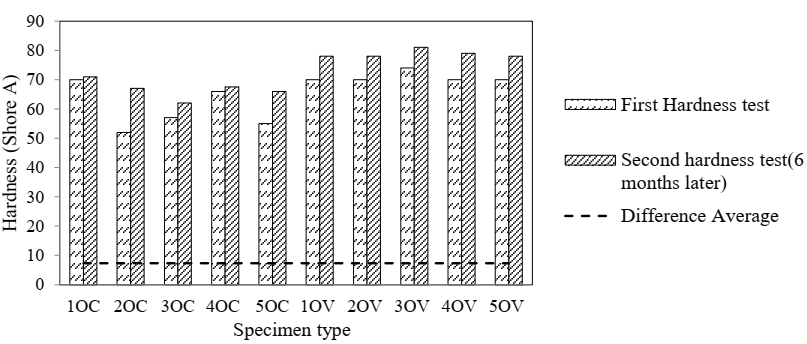 90
80
70
60
50
40
30
20
10
0
Hardness (Shore A)
1OC 2OC 3OC 4OC 5OC 1OV 2OV 3OV 4OV 5OV
Specimen type
First Hardness test
Second hardness test(6
months later)
Difference Average